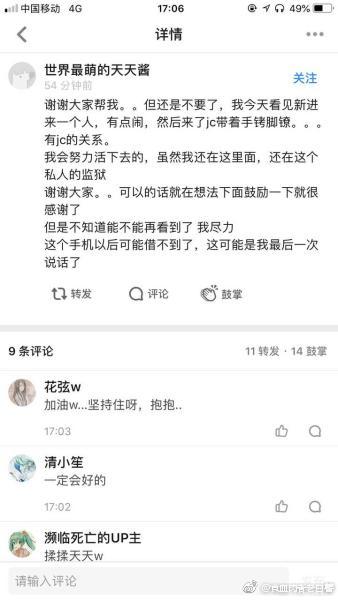 中国移动 4G 17:06 49%
详情
世界最萌的天天酱
54 分钟前
关注
谢谢大家帮我。。但还是不要了，我今天看见新进
来一个人，有点闹，然后来了jc带着手铐脚镣。。。
有jc的关系。
我会努力活下去的，虽然我还在这里面，还在这个
私人的监狱
谢谢大家。。可以的话就在想法下面鼓励一下就很
感谢了
但是不知道能不能再看到了 我尽力
这个手机以后可能借不到了，这可能是我最后一次
说话了
转发 评论 鼓掌
9 条评论 11 转发 · 14 鼓掌
花弦w
加油w...坚持住呀，抱抱..
17:03
清小笙
一定会好的
17:02
濒临死亡的UP主
揉揉天天w
请输入评论